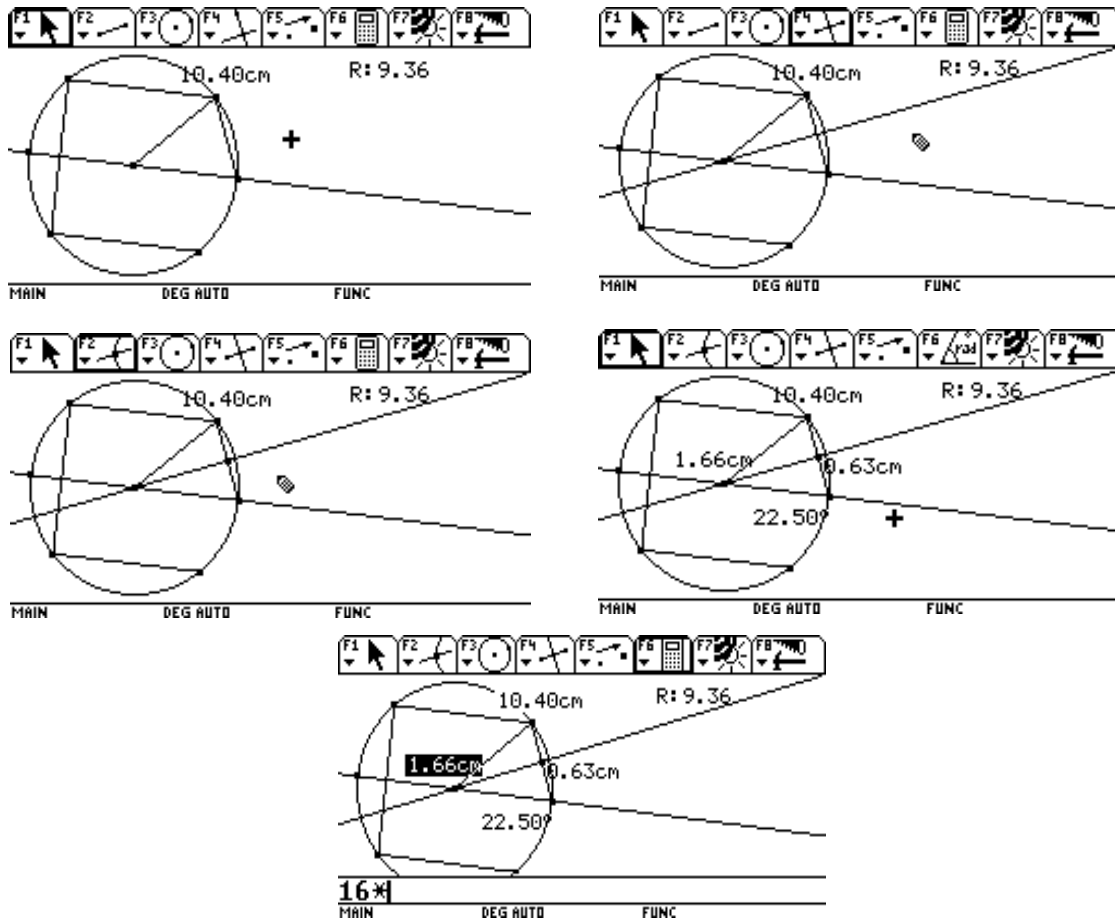 F1 F2 F3 F4 F5 F6 F7 F8
10.40cm R: 9.36
MAIN DEG AUTO FUNC
F1 F2 F3 F4 F5 F6 F7 F8
10.40cm R: 9.36
MAIN DEG AUTO FUNC
F1 F2 F3 F4 F5 F6 F7 F8
10.40cm R: 9.36
MAIN DEG AUTO FUNC
F1 F2 F3 F4 F5 F6 rad F7 F8
10.40cm R: 9.36
1.66cm 0.63cm
22.50°
MAIN DEG AUTO FUNC
F1 F2 F3 F4 F5 F6 F7 F8
10.40cm R: 9.36
1.66cm 0.63cm
22.50°
16*
MAIN DEG AUTO FUNC